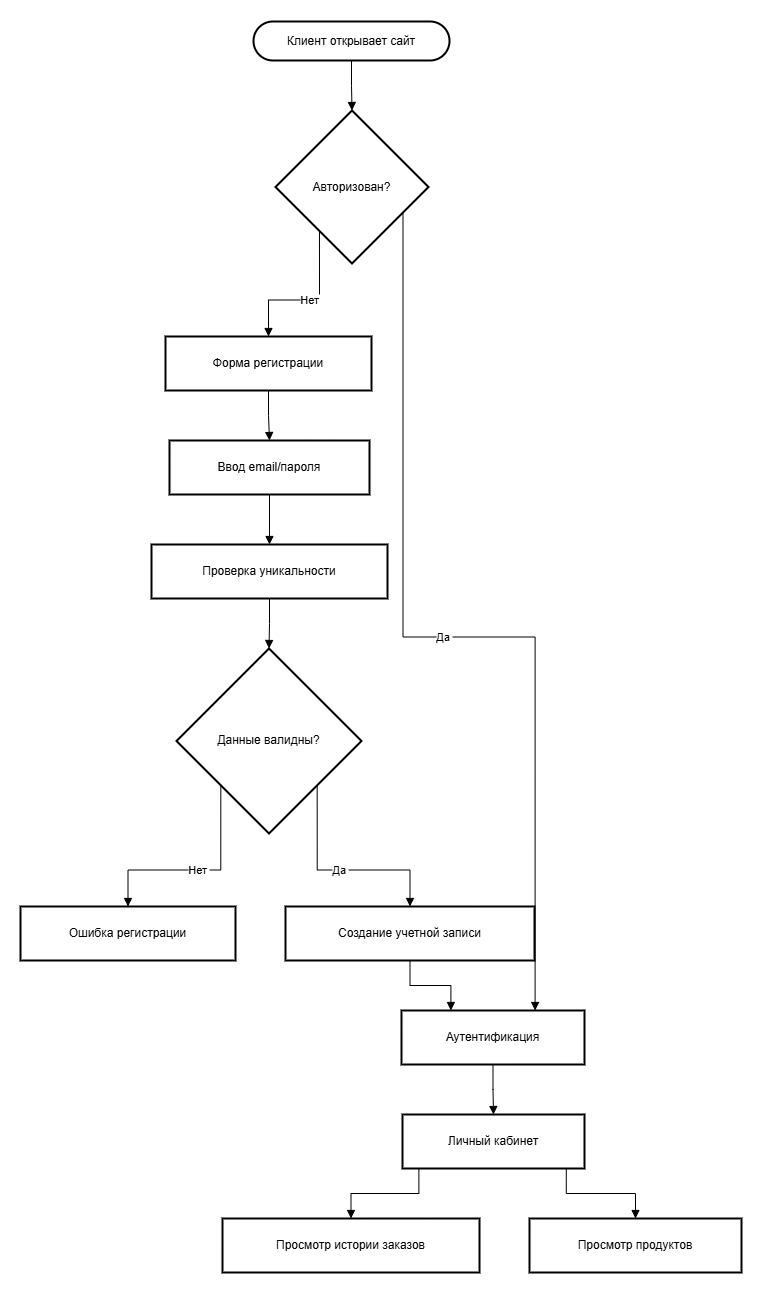 Клиент открывает сайт
Авторизован?
Нет
Форма регистрации
Ввод email/пароля
Проверка уникальности
Да
Данные валидны?
Нет
Да
Ошибка регистрации
Создание учетной записи
Аутентификация
Личный кабинет
Просмотр истории заказов
Просмотр продуктов